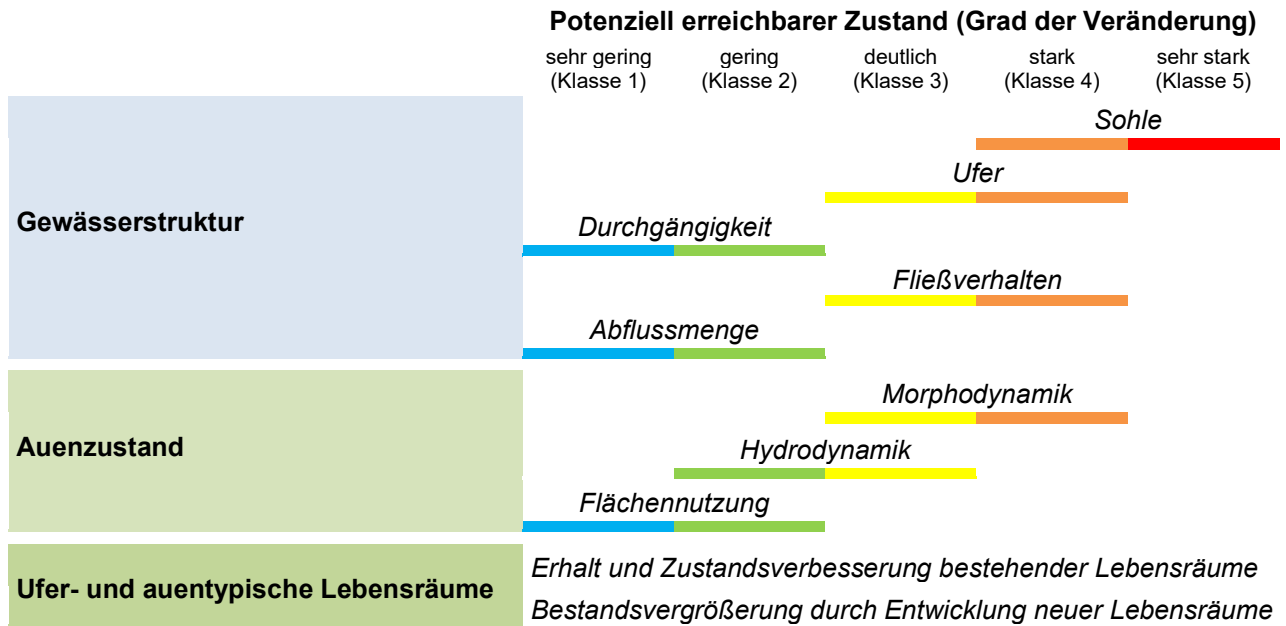 Potenziell erreichbarer Zustand (Grad der Veränderung)
sehr gering gering deutlich stark sehr stark
(Klasse 1) (Klasse 2) (Klasse 3) (Klasse 4) (Klasse 5)
Gewässerstruktur
Sohle
Ufer
Durchgängigkeit
Fließverhalten
Abflussmenge
Auenzustand
Morphodynamik
Hydrodynamik
Flächennutzung
Ufer- und auentypische Lebensräume
Erhalt und Zustandsverbesserung bestehender Lebensräume
Bestandsvergrößerung durch Entwicklung neuer Lebensräume